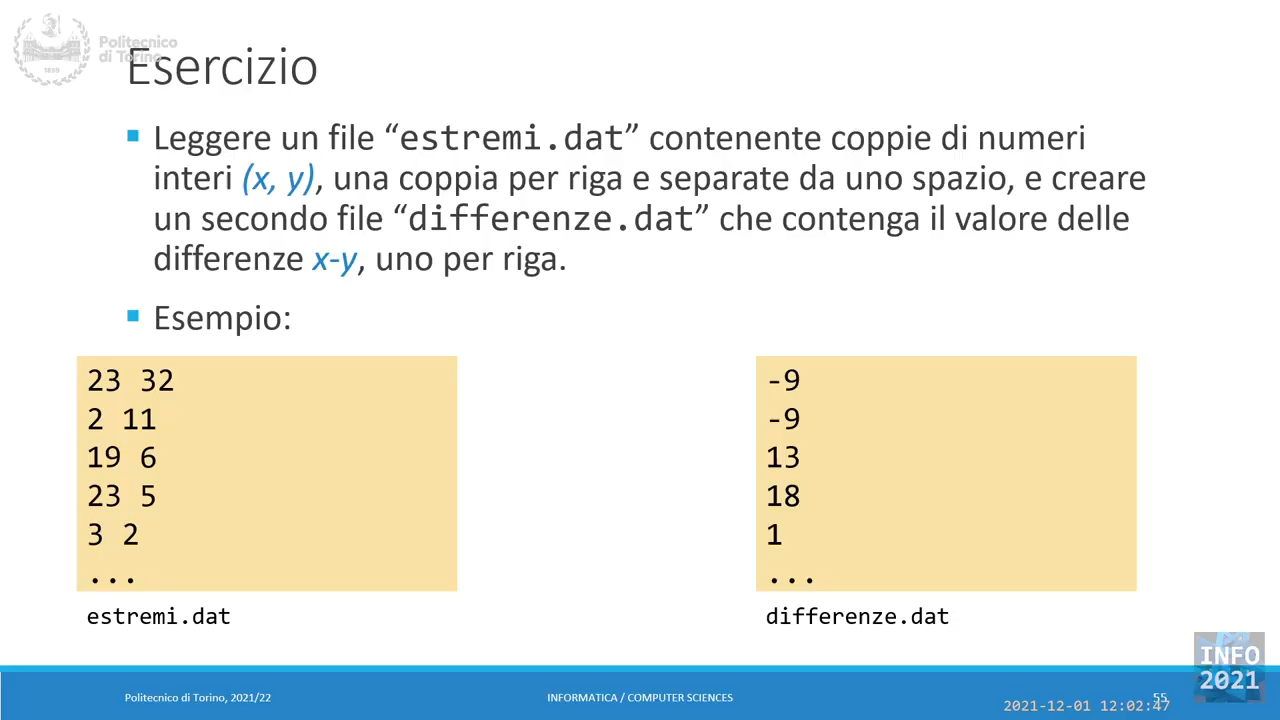 Politecnico
di Torino
1859
Esercizio
Leggere un file “estremi.dat” contenente coppie di numeri
interi (x, y), una coppia per riga e separate da uno spazio, e creare
un secondo file “differenze.dat” che contenga il valore delle
differenze x-y, uno per riga.
Esempio:
23 32
2 11
19 6
23 5
3 2
...
estremi.dat
-9
-9
13
18
1
...
differenze.dat
INFO
2021
Politecnico di Torino, 2021/22
INFORMATICA / COMPUTER SCIENCES
55
2021-12-01 12:02:47